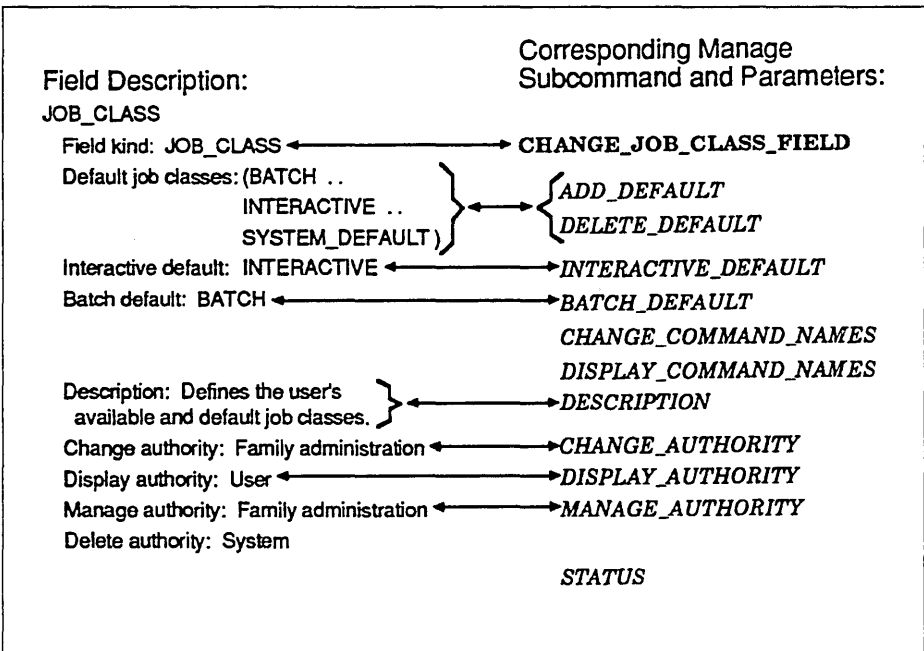 Corresponding Manage
Field Description: Subcommand and Parameters:
JOB_CLASS
Field kind: JOB_CLASS CHANGE_JOB_CLASS_FIELD
Default job classes: (BATCH .. ADD_DEFAULT
INTERACTIVE ..
SYSTEM_DEFAULT) DELETE_DEFAULT
Interactive default: INTERACTIVE INTERACTIVE_DEFAULT
Batch default: BATCH BATCH_DEFAULT
CHANGE_COMMAND_NAMES
DISPLAY_COMMAND_NAMES
Description: Defines the user's
available and default job classes. DESCRIPTION
Change authority: Family administration CHANGE_AUTHORITY
Display authority: User DISPLAY_AUTHORITY
Manage authority: Family administration MANAGE_AUTHORITY
Delete authority: System
STATUS